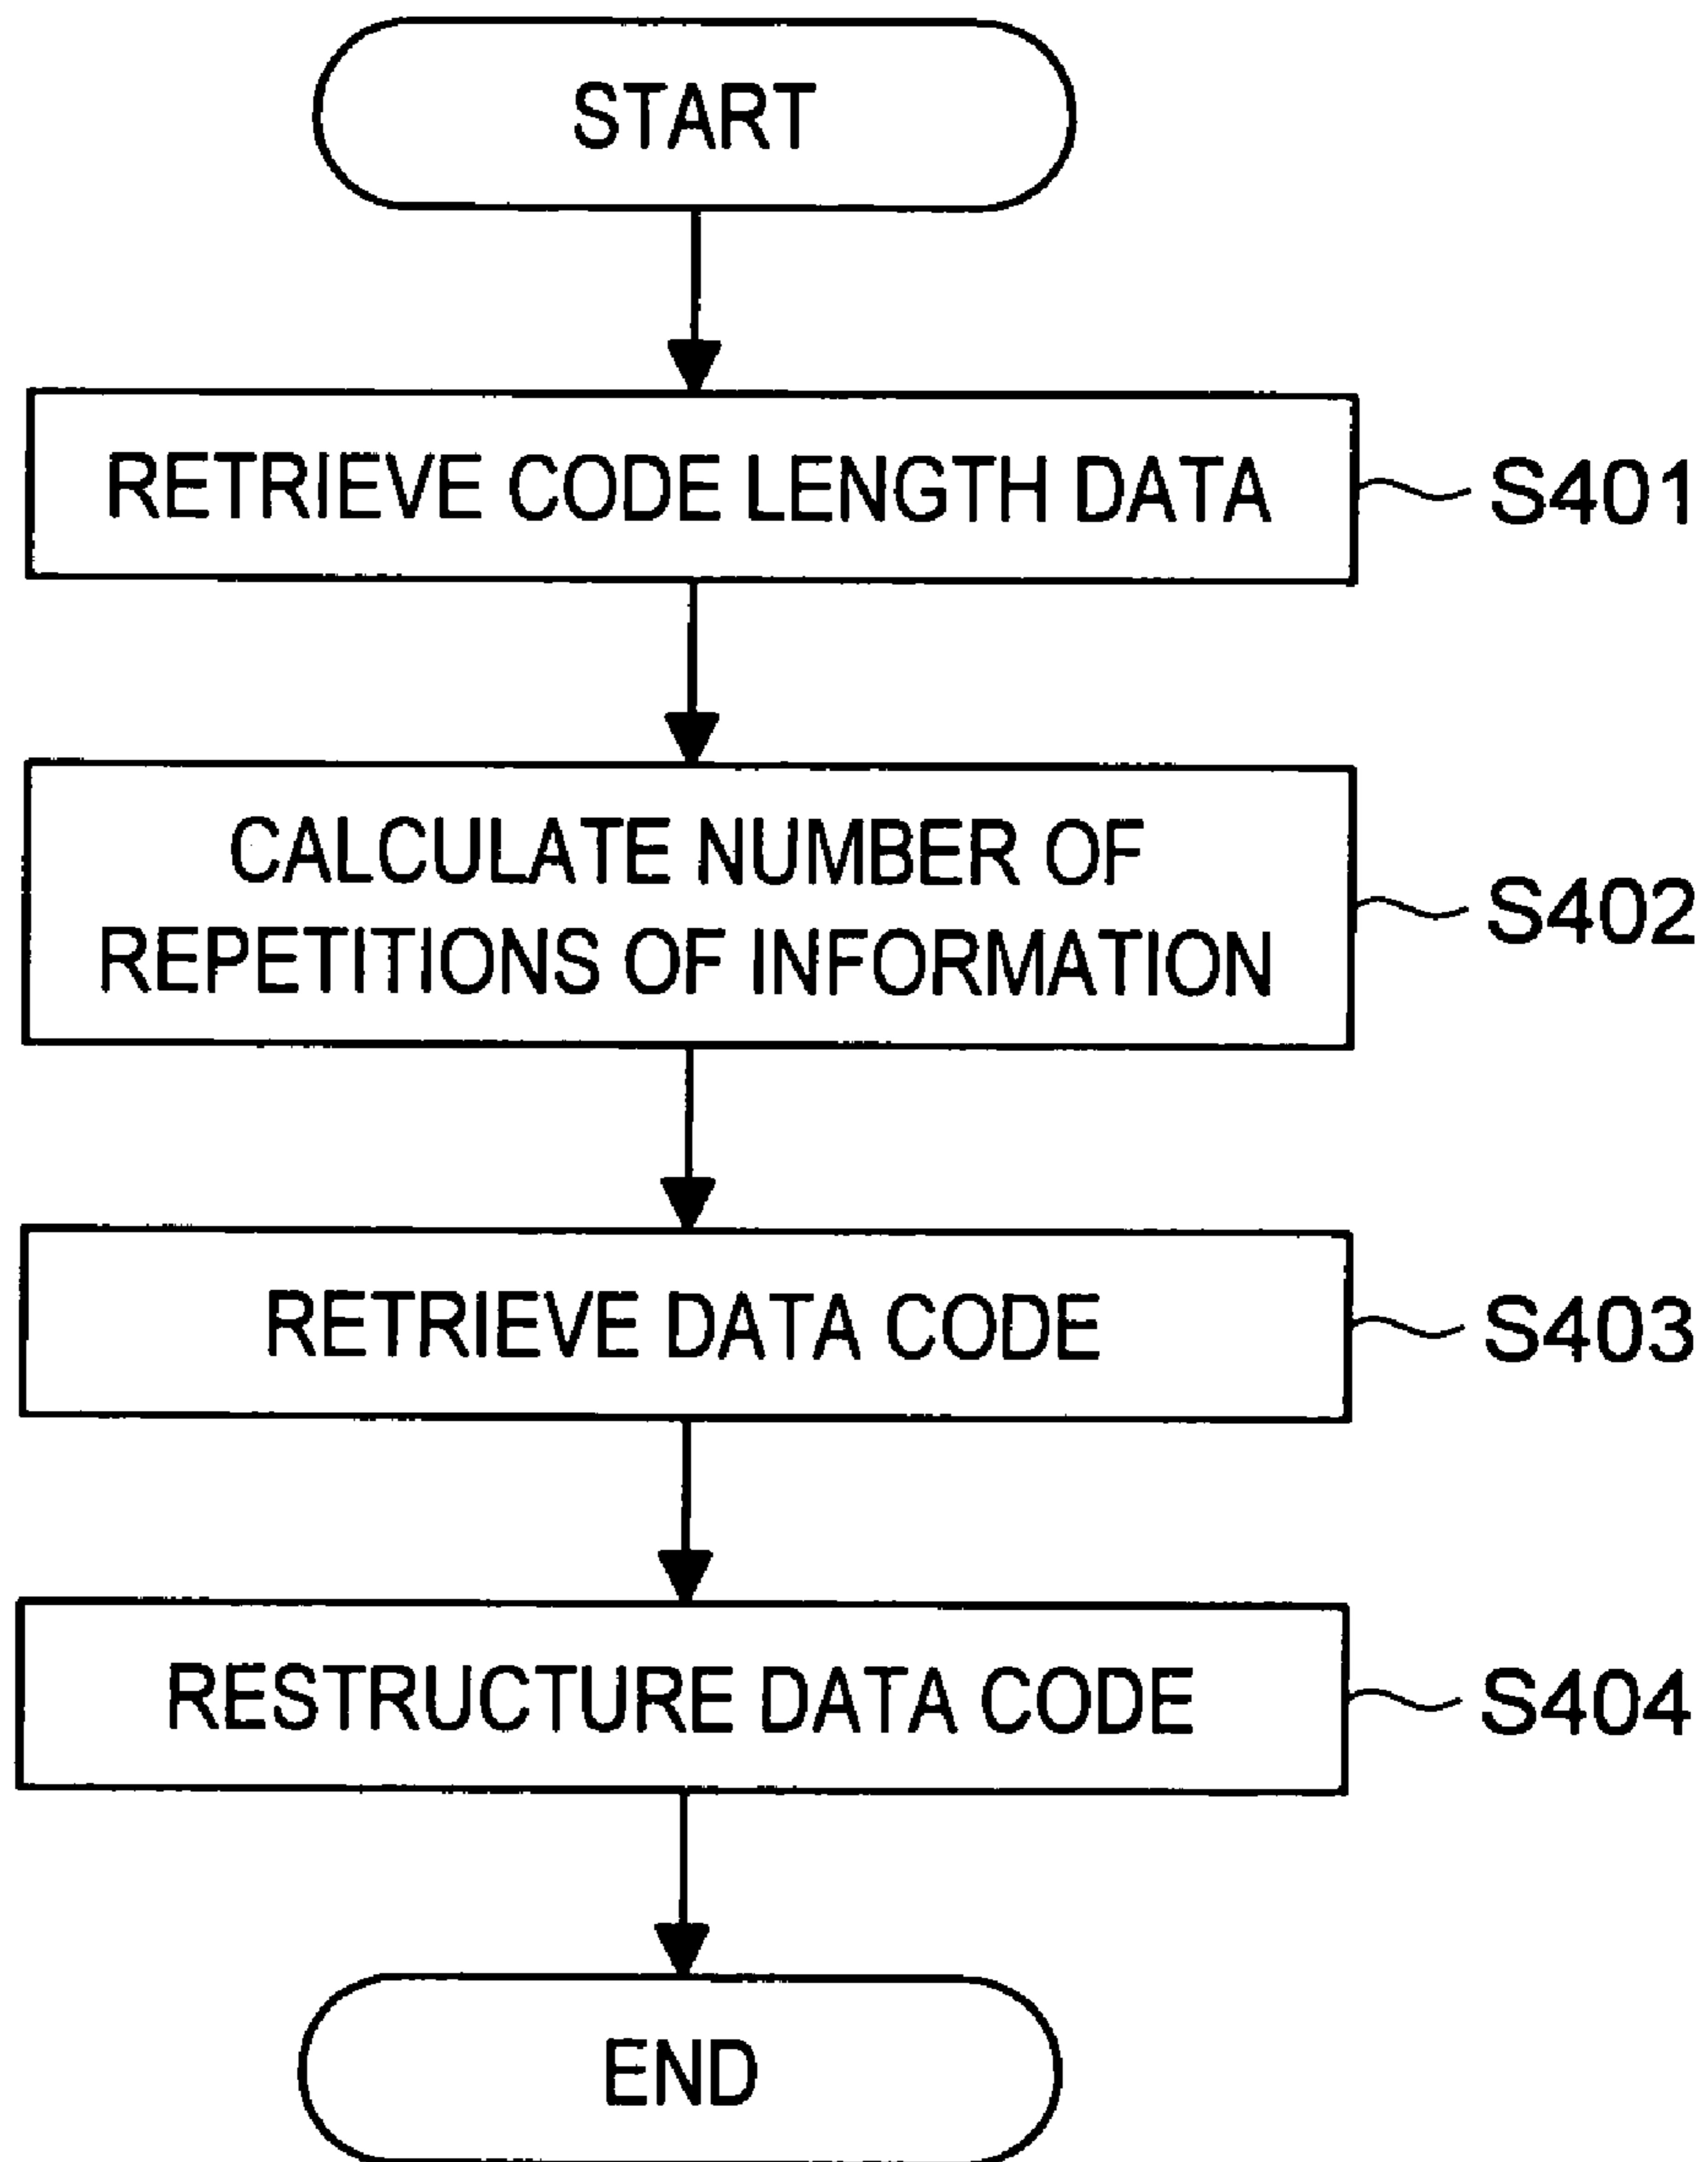 START
RETRIEVE CODE LENGTH DATA
S401
CALCULATE NUMBER OF
REPETITIONS OF INFORMATION
S402
RETRIEVE DATA CODE
S403
RESTRUCTURE DATA CODE
S404
END